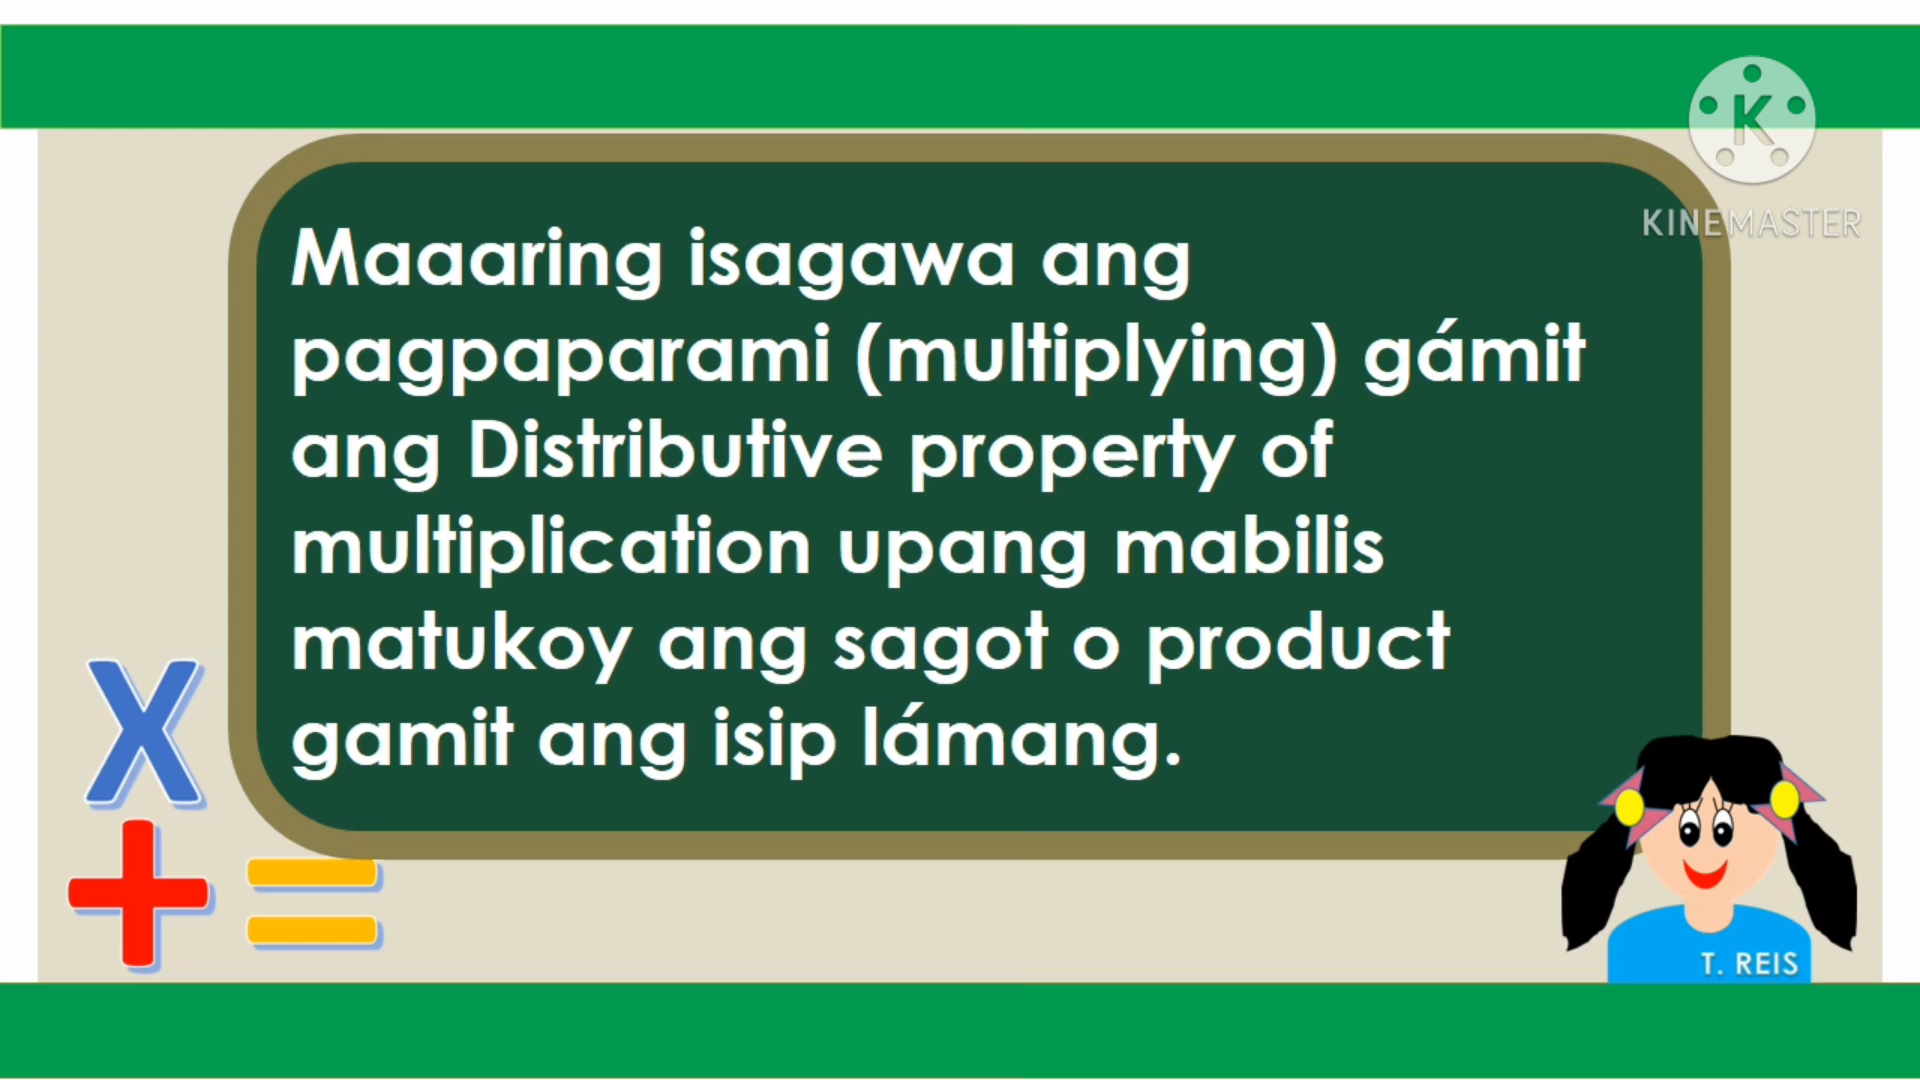 K
KINEMASTER
Maaaring isagawa ang
pagpaparami (multiplying) gámit
ang Distributive property of
multiplication upang mabilis
matukoy ang sagot o product
gamit ang isip lámang.
X
+ =
T. REIS